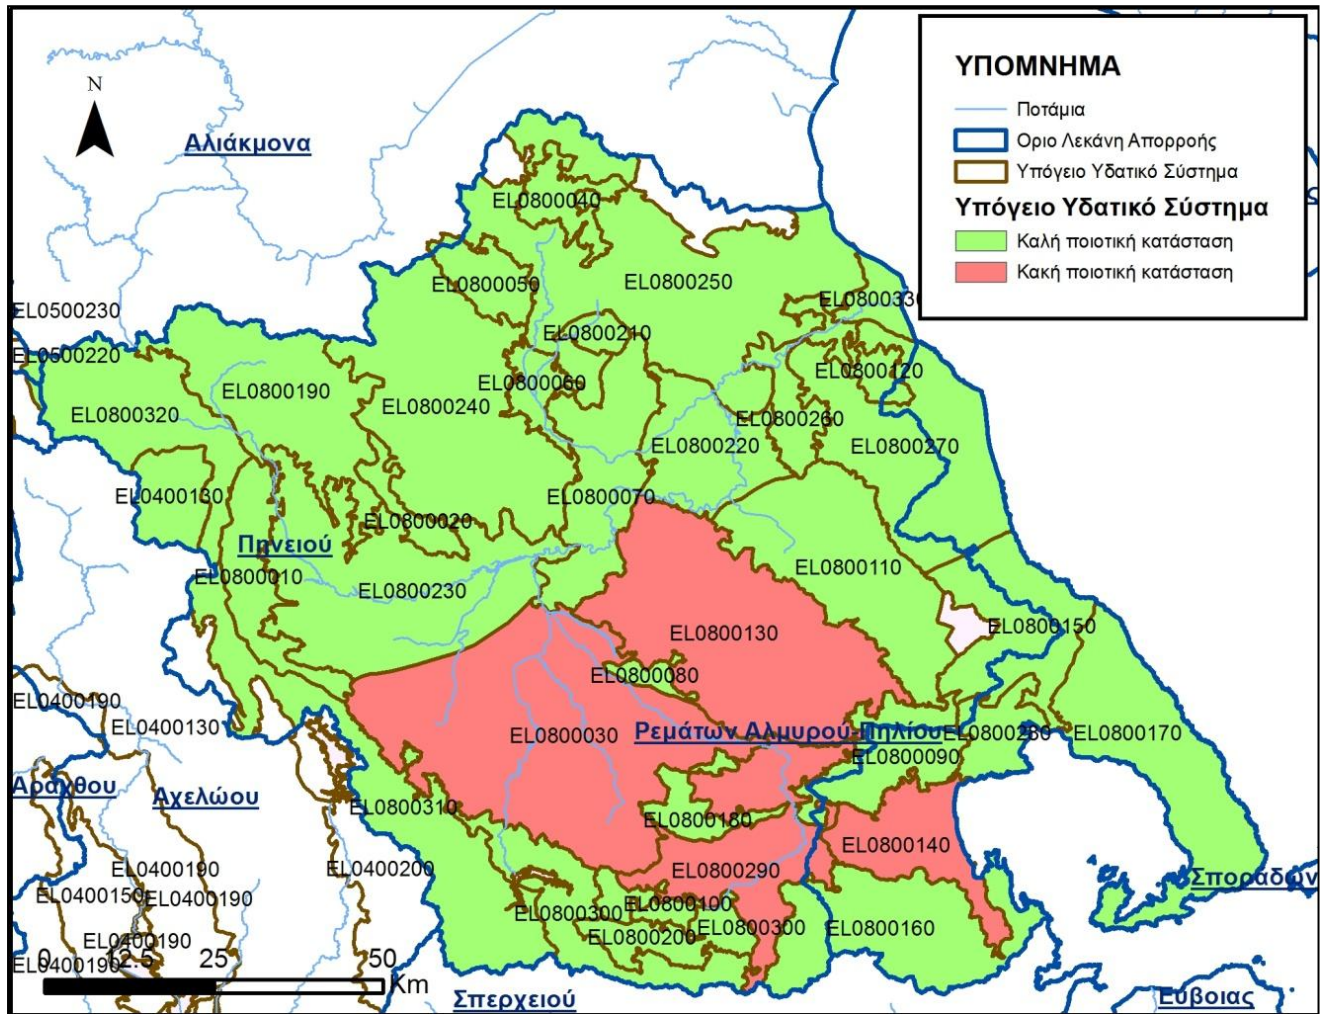 ΥΠΟΜΝΗΜΑ
Ποτάμια
Οριο Λεκάνη Απορροής
Υπόγειο Υδατικό Σύστημα
Υπόγειο Υδατικό Σύστημα
Καλή ποιοτική κατάσταση
Κακή ποιοτική κατάσταση
N
Αλιάκμονα
EL0800040
EL0800050
EL0800250
EL0800330
EL0500230
EL0500220
EL0800210
EL0800060
EL0800120
EL0800190
EL0800240
EL0800320
EL0800260
EL0800220
EL0800270
EL0400130
EL0800070
EL0800020
Πηνειού
EL0800010
EL0800230
EL0800110
EL0800130
EL0800150
EL0800080
EL0400190
EL0400130
EL0800030
Ρεμάτων Αλμυρού Πηλίου
EL0800280
EL0800170
EL0800090
Αράχθου
Αχελώου
EL0800310
EL0800180
EL0800140
EL0400190
EL0400200
EL0800290
Σποράδων
EL0400150
EL0400190
EL0800300
EL0800100
EL0800300
EL0800160
EL0800200
EL0400190
EL0400190
0 12.5 25 50
Km
Σπερχειού
Εύβοιας